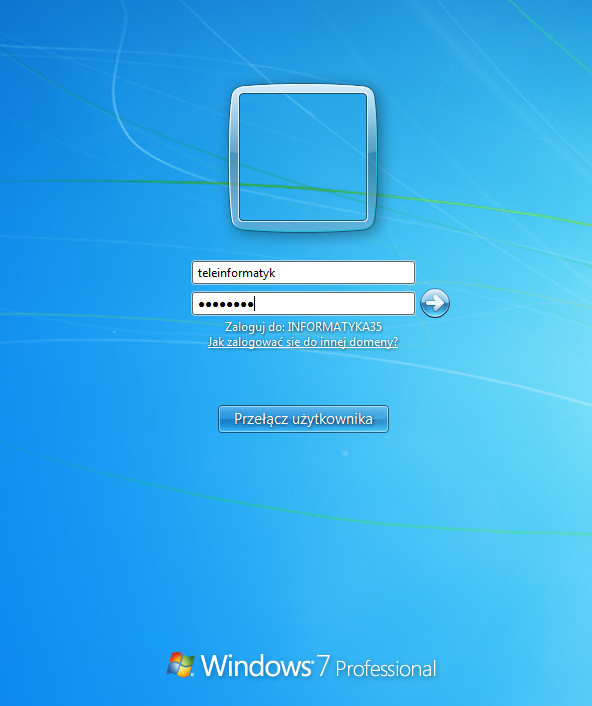 teleinformatyk
●●●●●●●●
Zaloguj do: INFORMATYKA35
Jak zalogować się do innej domeny?
Przełącz użytkownika
Windows 7 Professional